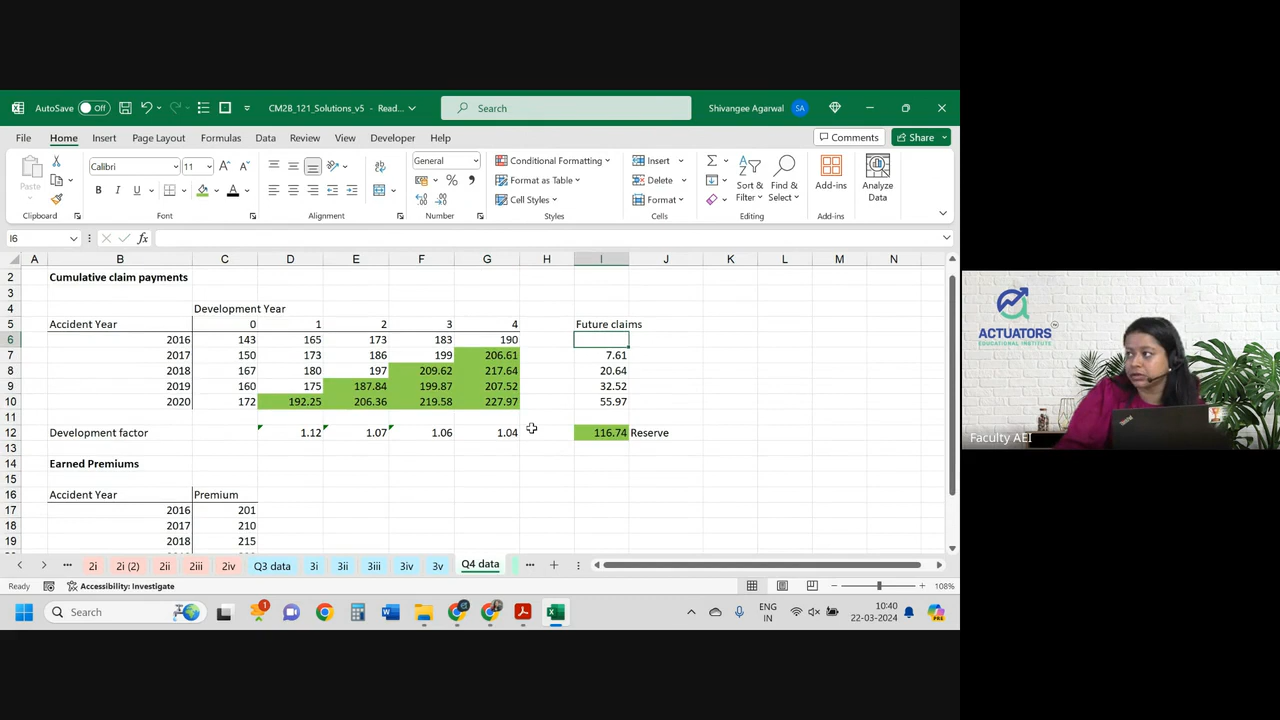 AutoSave Off CM2B_121_Solutions_v5 - Read... Search Shivangee Agarwal SA
File Home Insert Page Layout Formulas Data Review View Developer Help Comments Share
Paste Calibri 11 General Conditional Formatting Insert Sort & Find & Add-ins Analyze
B I U Format as Table Delete Filter Select Data
Cell Styles Format
Clipboard Font Alignment Number Styles Cells Editing Add-ins
I6 fx
A B C D E F G H I J K L M N
2 Cumulative claim payments
3
4 Development Year
5 Accident Year 0 1 2 3 4 Future claims
6 2016 143 165 173 183 190
7 2017 150 173 186 199 206.61 7.61
8 2018 167 180 197 209.62 217.64 20.64
9 2019 160 175 187.84 199.87 207.52 32.52
10 2020 172 192.25 206.36 219.58 227.97 55.97
11
12 Development factor 1.12 1.07 1.06 1.04 116.74 Reserve
13
14 Earned Premiums
15
16 Accident Year Premium
17 2016 201
18 2017 210
19 2018 215
2i 2i (2) 2ii 2iii 2iv Q3 data 3i 3ii 3iii 3iv 3v Q4 data
Ready Accessibility: Investigate 108%
Search 1 ENG 10:40
IN 22-03-2024
ACTUATORS
EDUCATIONAL INSTITUTE
Faculty AEI